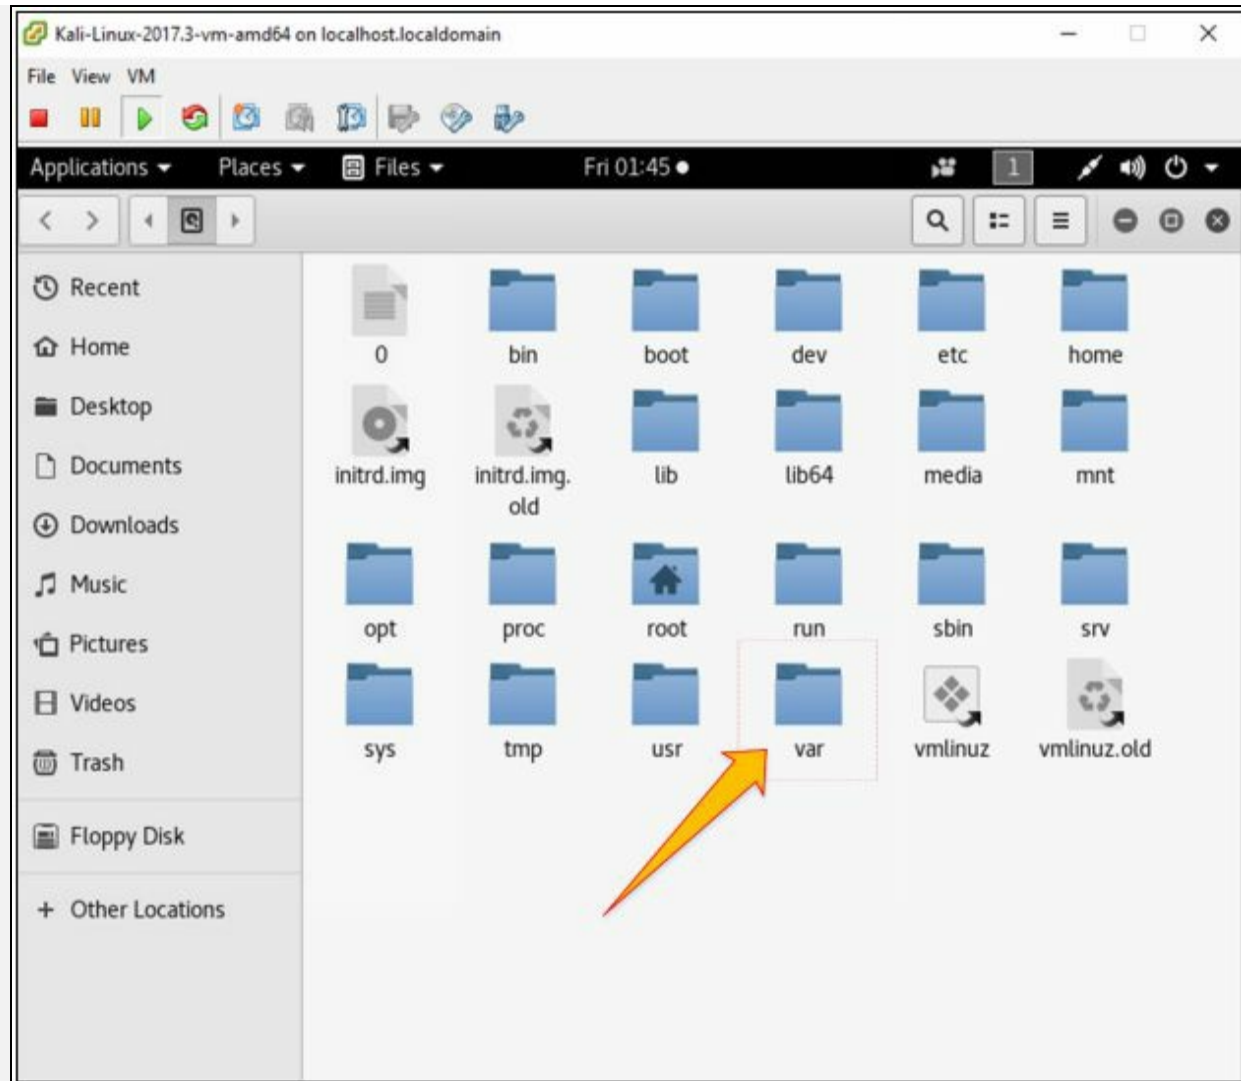 Kali-Linux-2017.3-vm-amd64 on localhost.localdomain
File View VM
Applications Places Files Fri 01:45 1
Recent
Home
Desktop
Documents
Downloads
Music
Pictures
Videos
Trash
Floppy Disk
+ Other Locations
0 bin boot dev etc home
initrd.img initrd.img. lib lib64 media mnt
old
opt proc root run sbin srv
sys tmp usr var vmlinuz vmlinuz.old